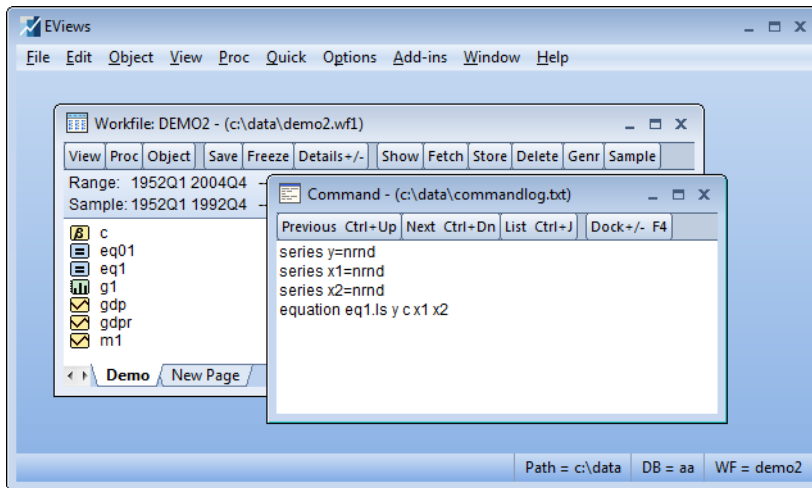 EViews
File Edit Object View Proc Quick Options Add-ins Window Help
Workfile: DEMO2 - (c:\data\demo2.wf1)
View Proc Object Save Freeze Details+/- Show Fetch Store Delete Genr Sample
Range: 1952Q1 2004Q4 --
Sample: 1952Q1 1992Q4 --
β c
eq01
eq1
g1
gdp
gdpr
m1
Demo New Page
Command - (c:\data\commandlog.txt)
Previous Ctrl+Up Next Ctrl+Dn List Ctrl+J Dock+/- F4
series y=nrnd
series x1=nrnd
series x2=nrnd
equation eq1.ls y c x1 x2
Path = c:\data DB = aa WF = demo2